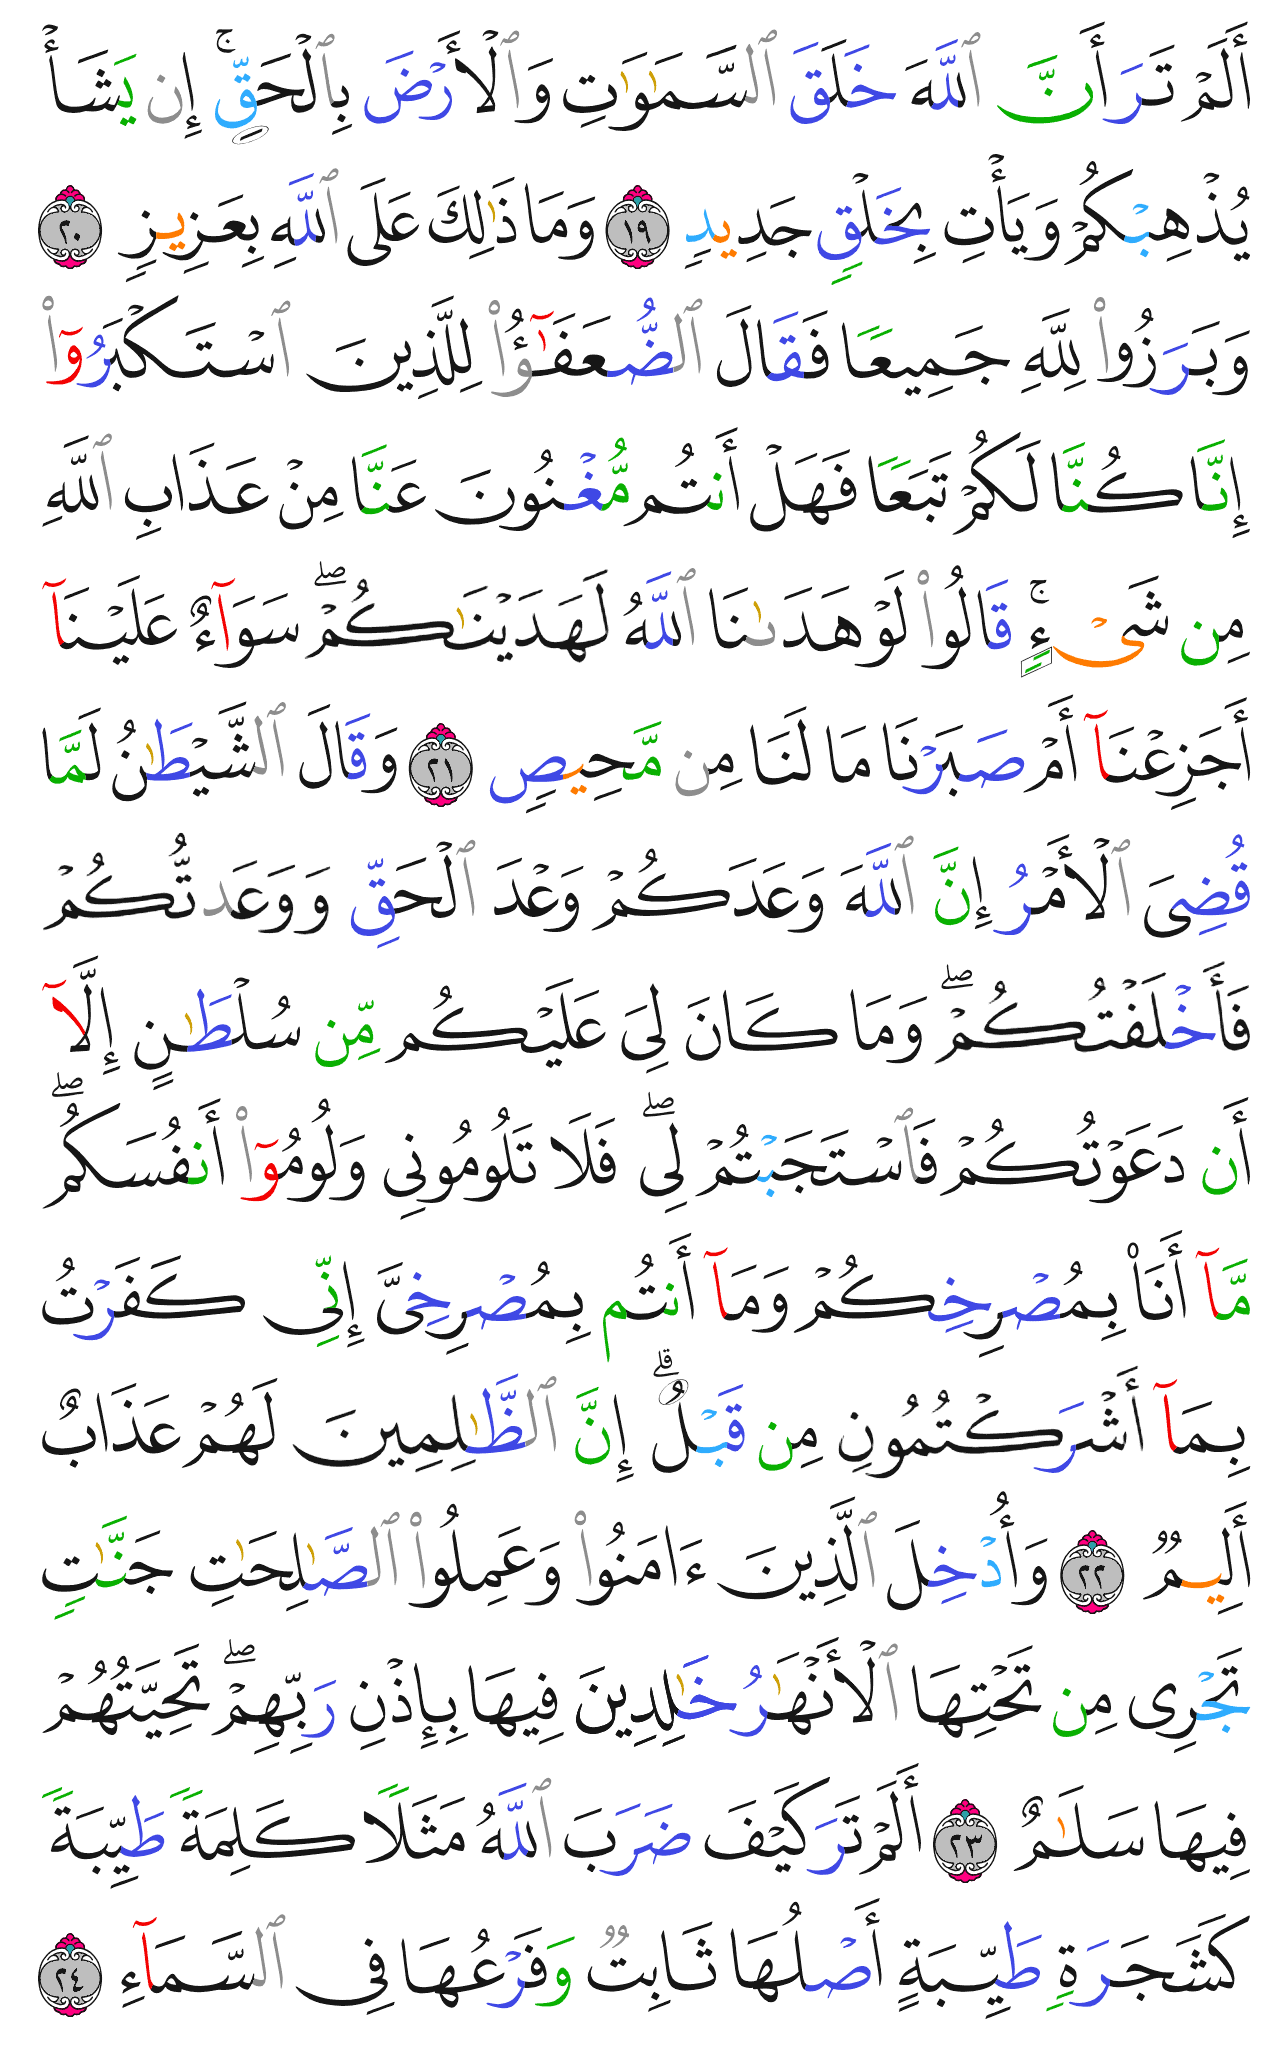 أَلَمْ تَرَ أَنَّ ٱللَّهَ خَلَقَ ٱلسَّمَٰوَٰتِ وَٱلْأَرْضَ بِٱلْحَقِّ ۚ إِن يَشَأْ
يُذْهِبْكُمْ وَيَأْتِ بِخَلْقٍ جَدِيدٍ ١٩ وَمَا ذَٰلِكَ عَلَى ٱللَّهِ بِعَزِيزٍ ٢٠
وَبَرَزُوا۟ لِلَّهِ جَمِيعًا فَقَالَ ٱلضُّعَفَٰٓؤُا۟ لِلَّذِينَ ٱسْتَكْبَرُوٓا۟
إِنَّا كُنَّا لَكُمْ تَبَعًا فَهَلْ أَنتُم مُّغْنُونَ عَنَّا مِنْ عَذَابِ ٱللَّهِ
مِن شَىْءٍ ۚ قَالُوا۟ لَوْ هَدَىٰنَا ٱللَّهُ لَهَدَيْنَٰكُمْ ۖ سَوَآءٌ عَلَيْنَآ
أَجَزِعْنَآ أَمْ صَبَرْنَا مَا لَنَا مِن مَّحِيصٍ ٢١ وَقَالَ ٱلشَّيْطَٰنُ لَمَّا
قُضِىَ ٱلْأَمْرُ إِنَّ ٱللَّهَ وَعَدَكُمْ وَعْدَ ٱلْحَقِّ وَوَعَدتُّكُمْ
فَأَخْلَفْتُكُمْ ۖ وَمَا كَانَ لِىَ عَلَيْكُم مِّن سُلْطَٰنٍ إِلَّآ
أَن دَعَوْتُكُمْ فَٱسْتَجَبْتُمْ لِى ۖ فَلَا تَلُومُونِى وَلُومُوٓا۟ أَنفُسَكُم ۖ
مَّآ أَنَا۠ بِمُصْرِخِكُمْ وَمَآ أَنتُم بِمُصْرِخِىَّ إِنِّى كَفَرْتُ
بِمَآ أَشْرَكْتُمُونِ مِن قَبْلُ ۗ إِنَّ ٱلظَّٰلِمِينَ لَهُمْ عَذَابٌ
أَلِيمٌ ٢٢ وَأُدْخِلَ ٱلَّذِينَ ءَامَنُوا۟ وَعَمِلُوا۟ ٱلصَّٰلِحَٰتِ جَنَّٰتٍ
تَجْرِى مِن تَحْتِهَا ٱلْأَنْهَٰرُ خَٰلِدِينَ فِيهَا بِإِذْنِ رَبِّهِمْ ۖ تَحِيَّتُهُمْ
فِيهَا سَلَٰمٌ ٢٣ أَلَمْ تَرَ كَيْفَ ضَرَبَ ٱللَّهُ مَثَلًا كَلِمَةً طَيِّبَةً
كَشَجَرَةٍ طَيِّبَةٍ أَصْلُهَا ثَابِتٌ وَفَرْعُهَا فِى ٱلسَّمَآءِ ٢٤